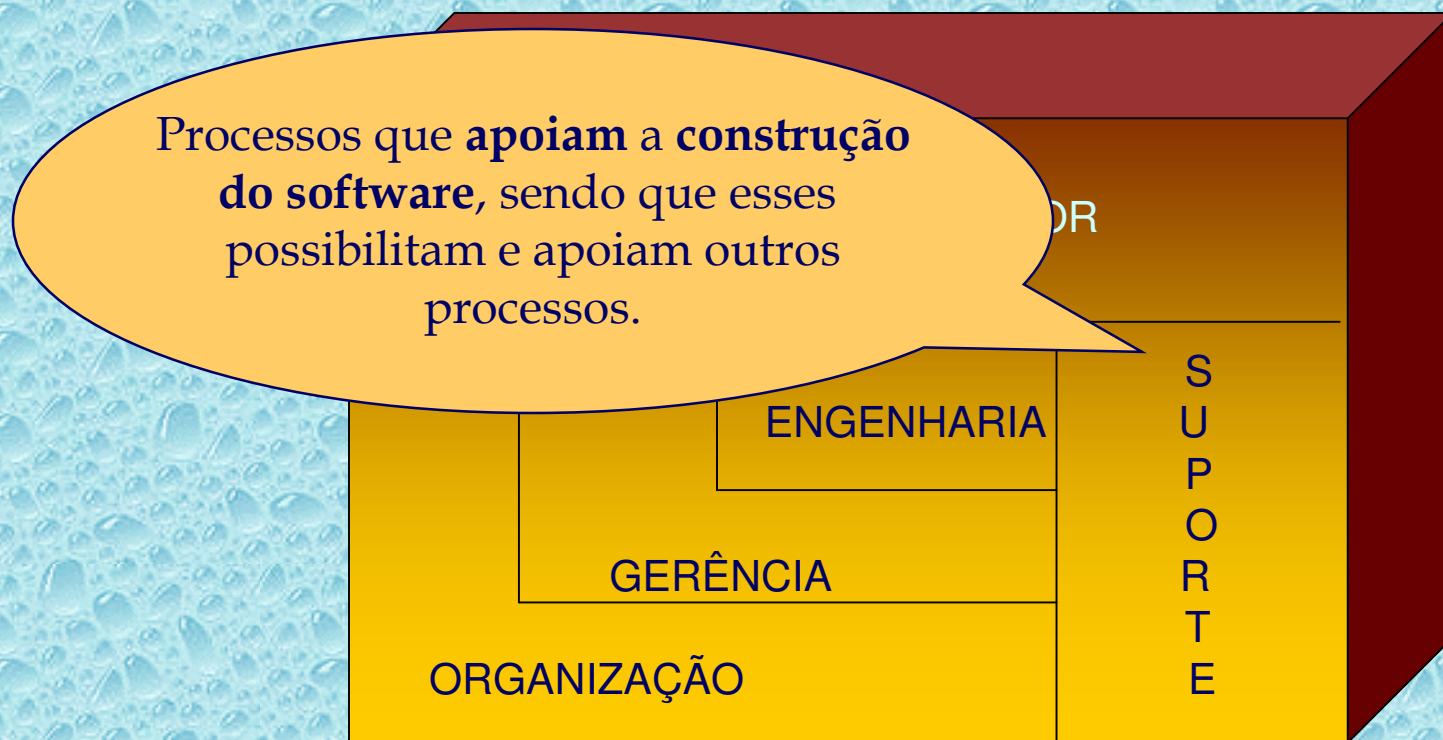 Processos que apoiam a construção
do software, sendo que esses
possibilitam e apoiam outros
processos.
OR
ENGENHARIA
GERÊNCIA
ORGANIZAÇÃO
S
U
P
O
R
T
E